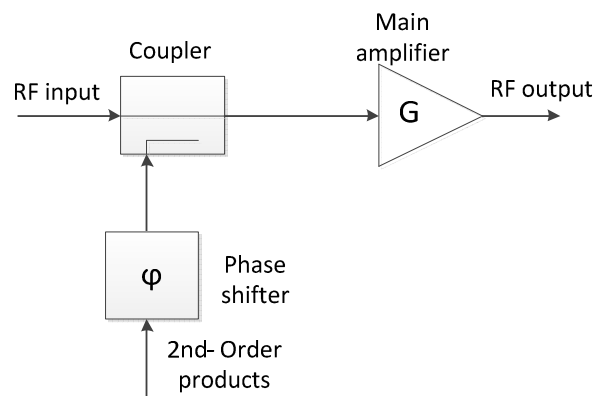 Coupler
Main
amplifier
RF input
G
RF output
φ
Phase
shifter
2nd- Order
products